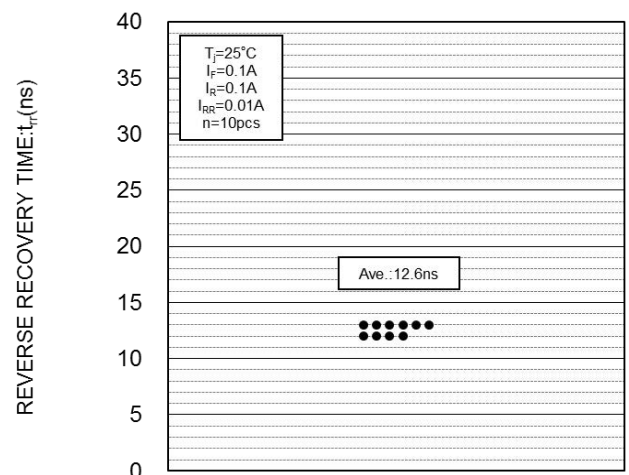 REVERSE RECOVERY TIME:trr(ns)
40
35
30
25
20
15
10
5
0
Tj=25°C
IF=0.1A
IR=0.1A
IRR=0.01A
n=10pcs
Ave.:12.6ns